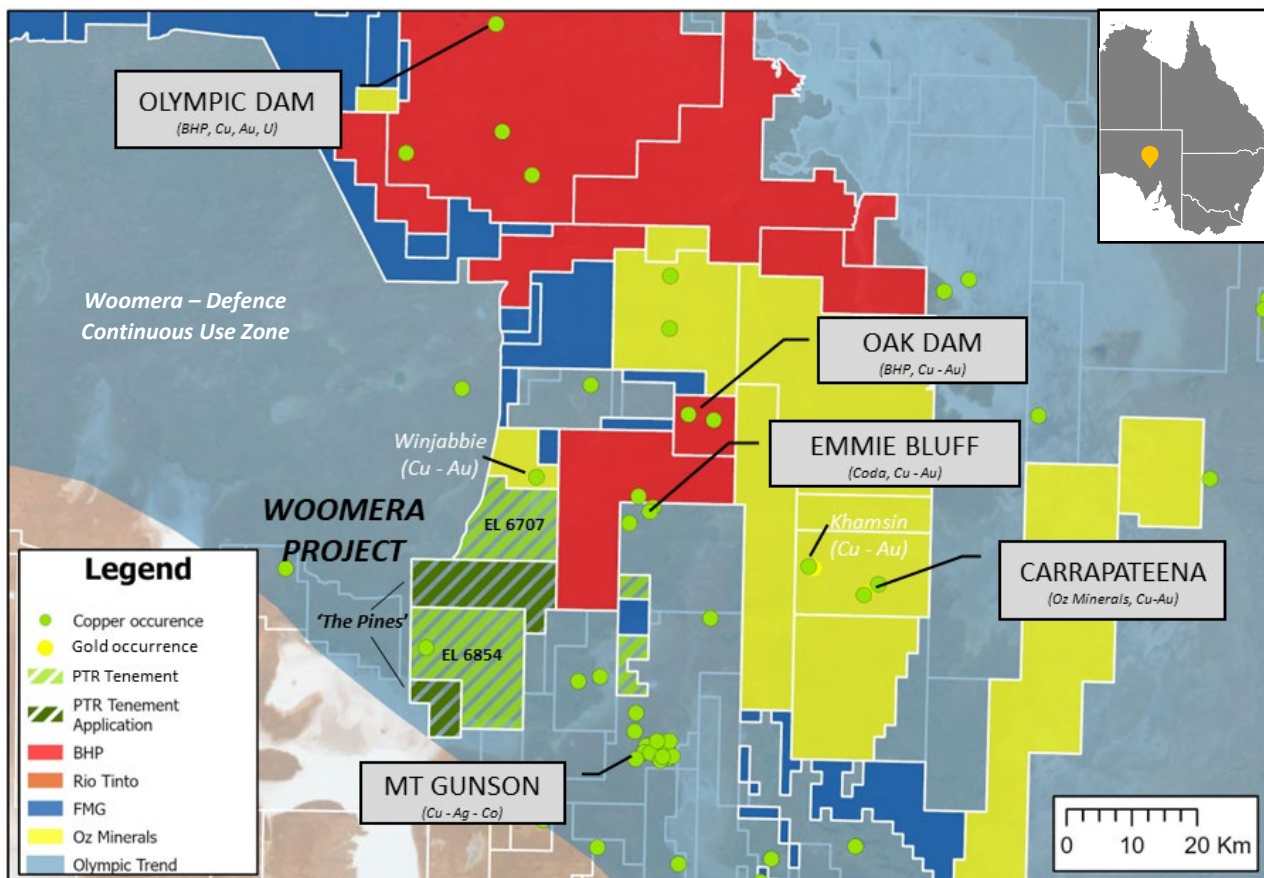 OLYMPIC DAM
(BHP, Cu, Au, U)
Woomera – Defence
Continuous Use Zone
OAK DAM
(BHP, Cu - Au)
Winjabbie
(Cu - Au)
EMMIE BLUFF
(Coda, Cu - Au)
WOOMERA
PROJECT
EL 6707
Khamsin
(Cu - Au)
CARRAPATEENA
(Oz Minerals, Cu-Au)
'The Pines'
EL 6854
MT GUNSON
(Cu - Ag - Co)
Legend
Copper occurence
Gold occurrence
PTR Tenement
PTR Tenement
Application
BHP
Rio Tinto
FMG
Oz Minerals
Olympic Trend
0 10 20 Km